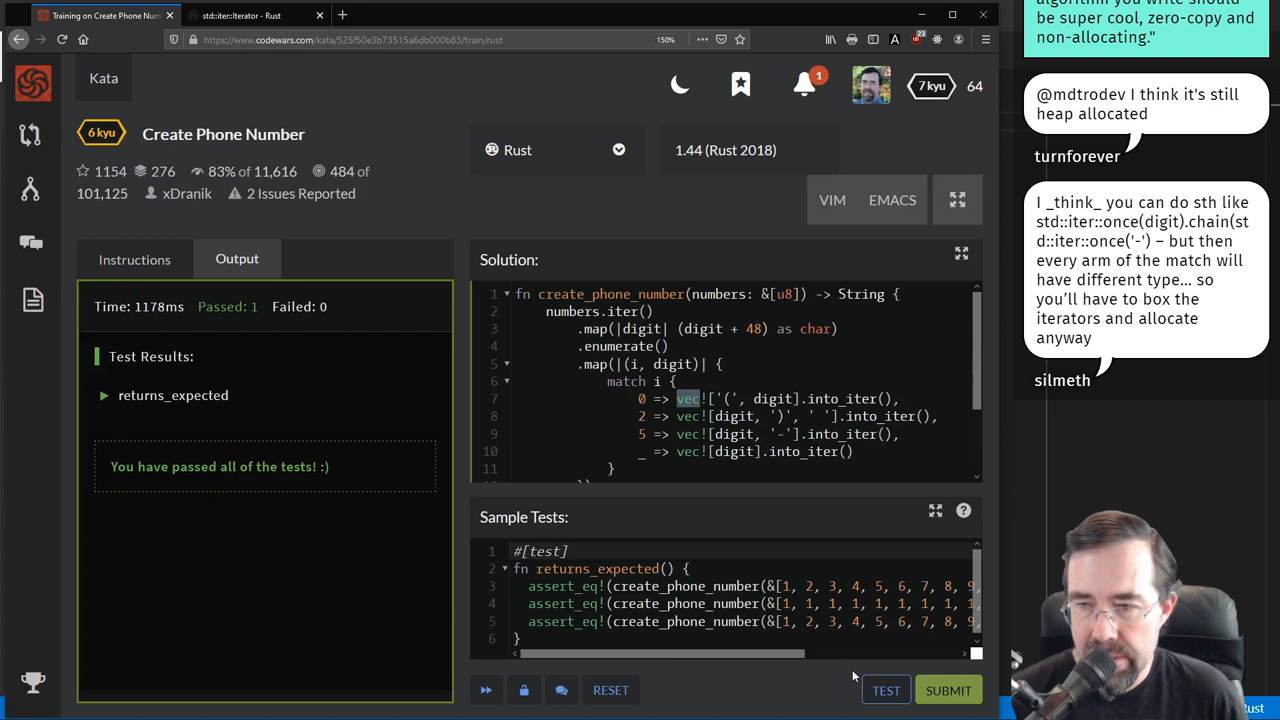 Training on Create Phone Num
std::iter::Iterator - Rust
https://www.codewars.com/kata/525f50e3b73515a6db000b83/train/rust
150%
23
Kata
1
7 kyu
64
6 kyu
Create Phone Number
1154
276
83% of 11,616
484 of
101,125
xDranik
2 Issues Reported
Rust
1.44 (Rust 2018)
VIM
EMACS
Instructions
Output
Time: 1178ms
Passed: 1
Failed: 0
Test Results:
returns_expected
You have passed all of the tests! :)
Solution:
1 fn create_phone_number(numbers: &[u8]) -> String {
2 numbers.iter()
3 .map(|digit| (digit + 48) as char)
4 .enumerate()
5 .map(|(i, digit)| {
6 match i {
7 0 => vec!['(', digit].into_iter(),
8 2 => vec![digit, ')', ' '].into_iter(),
9 5 => vec![digit, '-'].into_iter(),
10 _ => vec![digit].into_iter()
11 }
Sample Tests:
1 #[test]
2 fn returns_expected() {
3 assert_eq!(create_phone_number(&[1, 2, 3, 4, 5, 6, 7, 8, 9,
4 assert_eq!(create_phone_number(&[1, 1, 1, 1, 1, 1, 1, 1, 1,
5 assert_eq!(create_phone_number(&[1, 2, 3, 4, 5, 6, 7, 8, 9,
6 }
RESET
TEST
SUBMIT
algorithm you write should
be super cool, zero-copy and
non-allocating."
@mdtrodev I think it's still
heap allocated
turnforever
I _think_ you can do sth like
std::iter::once(digit).chain(st
d::iter::once('-') – but then
every arm of the match will
have different type... so
you'll have to box the
iterators and allocate
anyway
silmeth
Rust